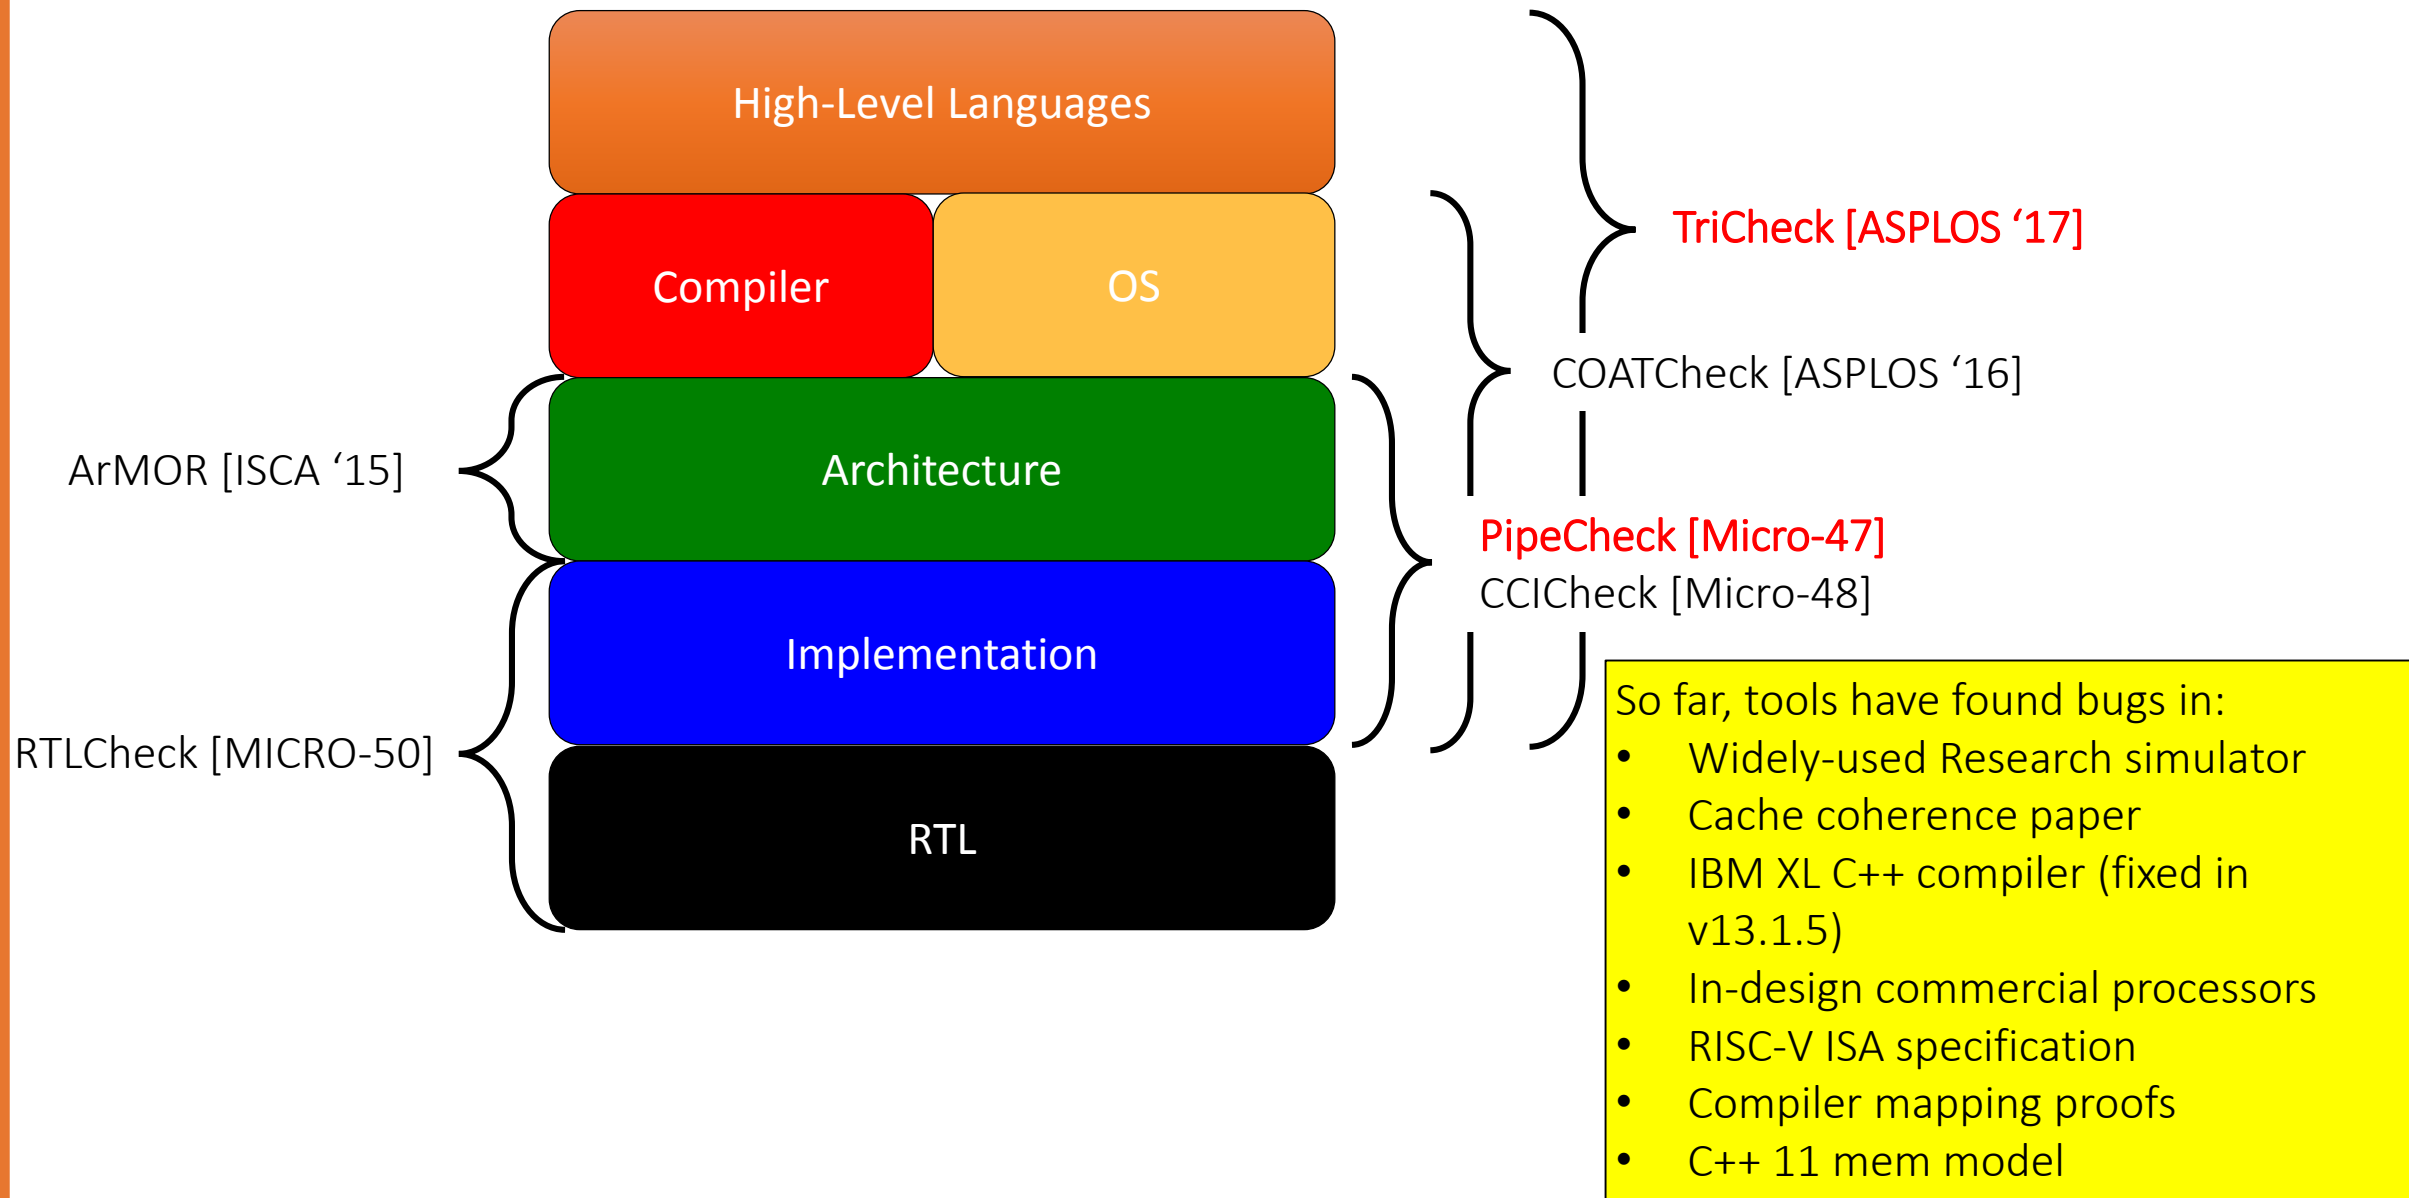 High-Level Languages
Compiler
OS
Architecture
Implementation
RTL
ArMOR [ISCA ‘15]
RTLCheck [MICRO-50]
TriCheck [ASPLOS ‘17]
COATCheck [ASPLOS ‘16]
PipeCheck [Micro-47]
CCICheck [Micro-48]
So far, tools have found bugs in:
• Widely-used Research simulator
• Cache coherence paper
• IBM XL C++ compiler (fixed in
v13.1.5)
• In-design commercial processors
• RISC-V ISA specification
• Compiler mapping proofs
• C++ 11 mem model